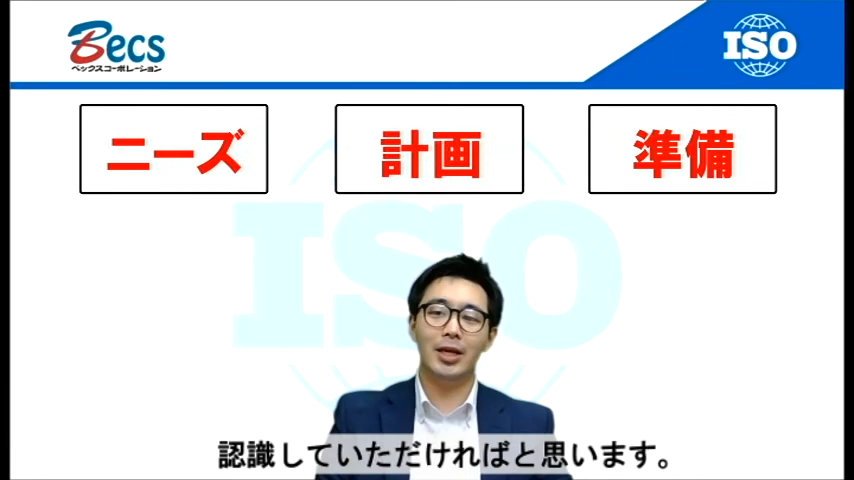 Becs
ベックスコーポレーション
ISO
ニーズ
計画
準備
ISO
認識していただければと思います。